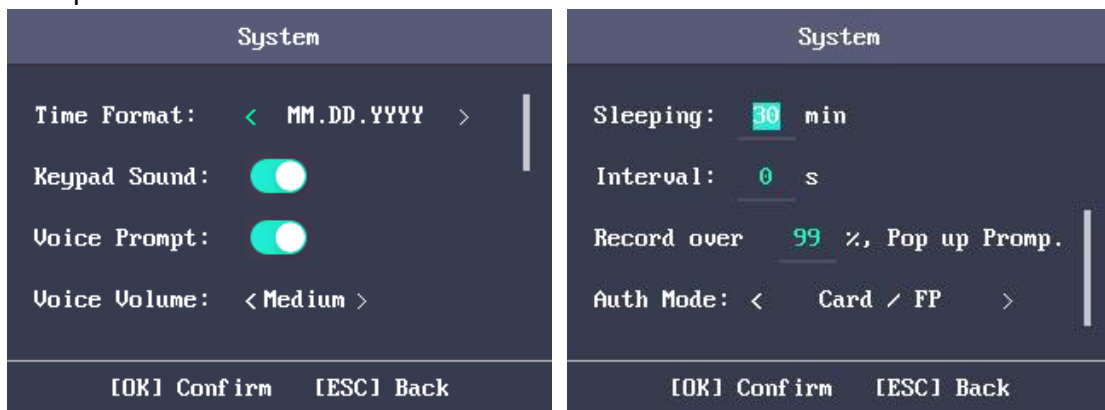 System
Time Format: < MM.DD.YYYY >
Keypad Sound:
Voice Prompt:
Voice Volume: < Medium >
[OK] Confirm [ESC] Back
System
Sleeping: 30 min
Interval: 0 s
Record over 99 %, Pop up Promp.
Auth Mode: < Card / FP >
[OK] Confirm [ESC] Back